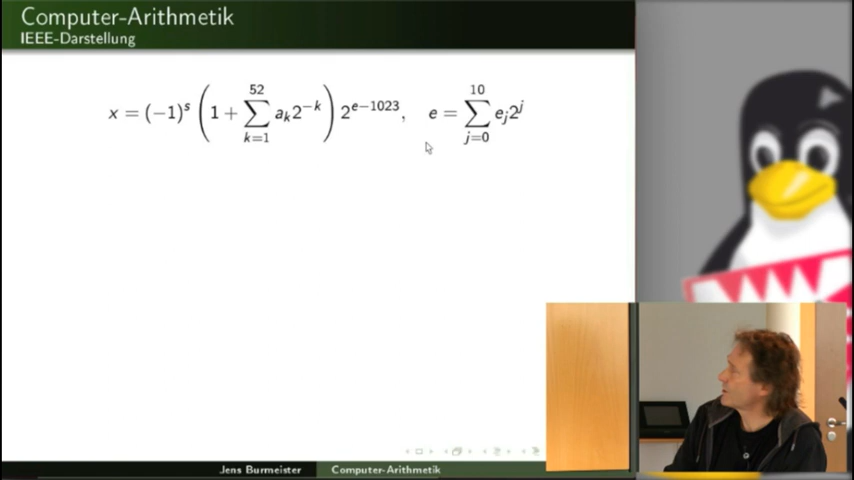 Computer-Arithmetik
IEEE-Darstellung
x = (−1)^s (1 + ∑_{k=1}^{52} a_k 2^{−k}) 2^{e−1023}, e = ∑_{j=0}^{10} e_j 2^j
Jens Burmeister Computer-Arithmetik